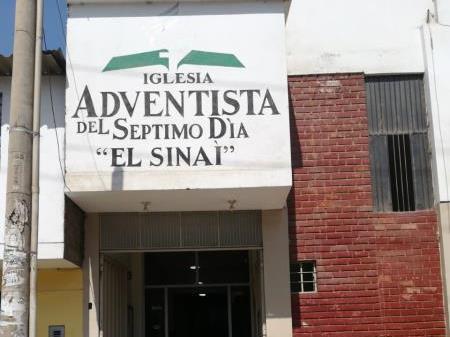 IGLESIA
ADVENTISTA
DEL SEPTIMO DÌA
"EL SINAÌ"